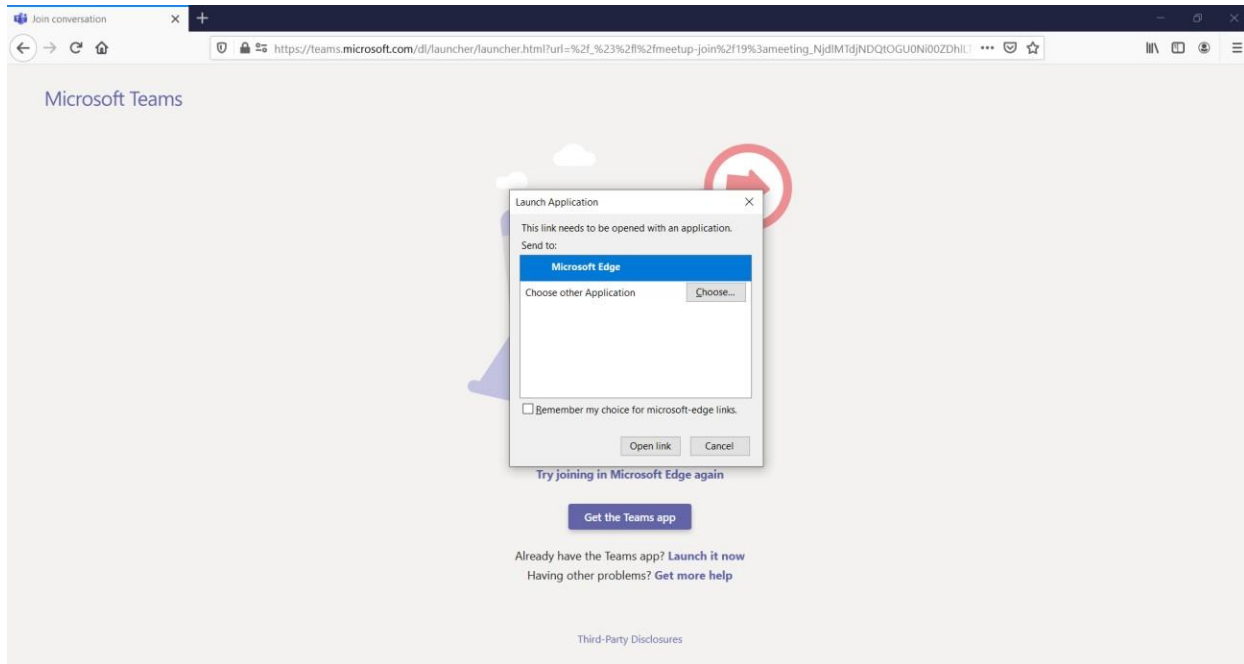 Join conversation
https://teams.microsoft.com/dl/launcher/launcher.html?url=%2f_%23%2fl%2fmeetup-join%2f19%3ameeting_
Microsoft Teams
Launch Application
This link needs to be opened with an application.
Send to:
Microsoft Edge
Choose other Application
Choose...
Remember my choice for microsoft-edge links.
Open link
Cancel
Try joining in Microsoft Edge again
Get the Teams app
Already have the Teams app? Launch it now
Having other problems? Get more help
Third-Party Disclosures